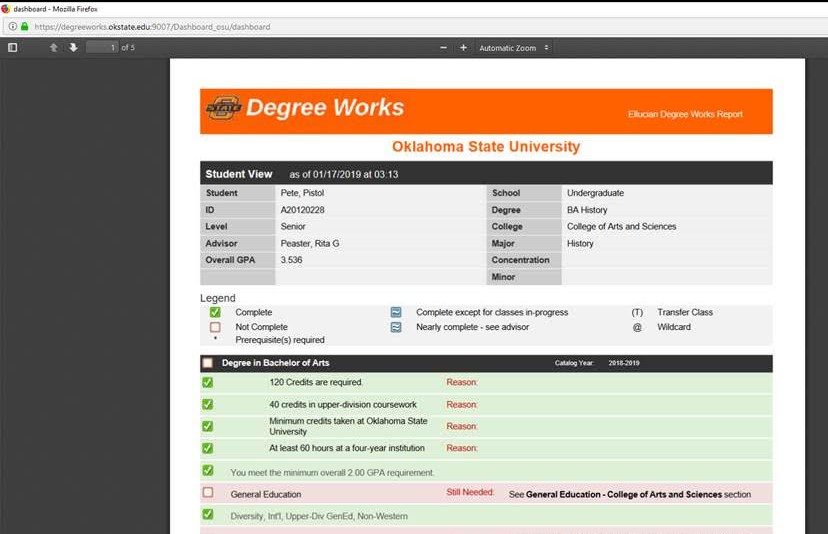 dashboard - Mozilla Firefox
https://degreeworks.okstate.edu:9007/Dashboard_osu/dashboard
1 of 5
Automatic Zoom
STATE Degree Works
Ellucian Degree Works Report
Oklahoma State University
Student View as of 01/17/2019 at 03:13
Student Pete, Pistol School Undergraduate
ID A20120228 Degree BA History
Level Senior College College of Arts and Sciences
Advisor Peaster, Rita G Major History
Overall GPA 3.536 Concentration
Minor
Legend
Complete Complete except for classes in-progress (T) Transfer Class
Not Complete Nearly complete - see advisor @ Wildcard
* Prerequisite(s) required
Degree in Bachelor of Arts Catalog Year: 2018-2019
120 Credits are required. Reason:
40 credits in upper-division coursework Reason:
Minimum credits taken at Oklahoma State Reason:
University
At least 60 hours at a four-year institution Reason:
You meet the minimum overall 2.00 GPA requirement.
General Education Still Needed: See General Education - College of Arts and Sciences section
Diversity, Int'l, Upper-Div GenEd, Non-Western